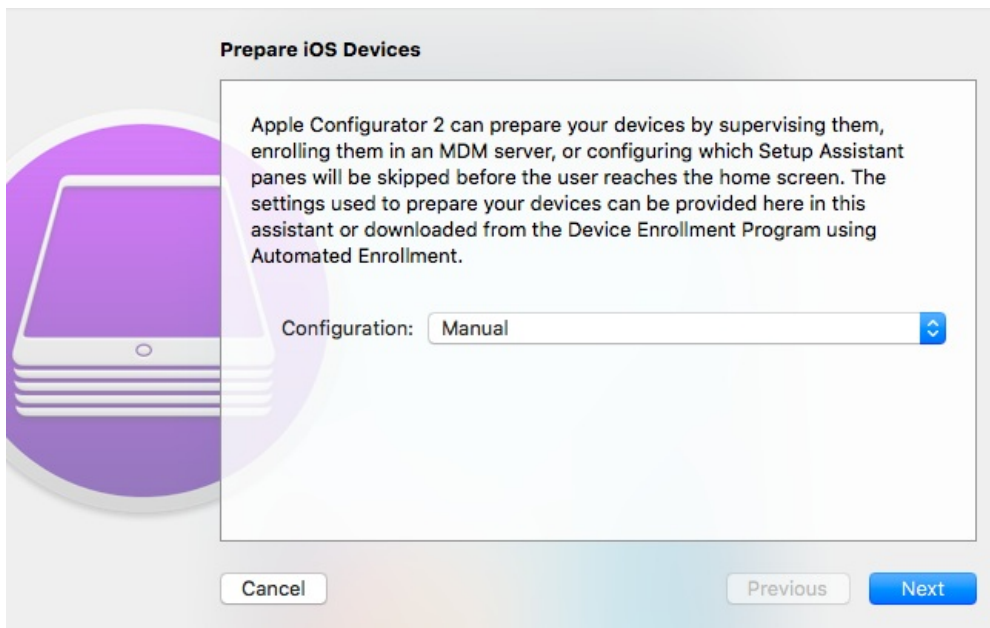 Prepare iOS Devices
Apple Configurator 2 can prepare your devices by supervising them,
enrolling them in an MDM server, or configuring which Setup Assistant
panes will be skipped before the user reaches the home screen. The
settings used to prepare your devices can be provided here in this
assistant or downloaded from the Device Enrollment Program using
Automated Enrollment.
Configuration: Manual
Cancel Previous Next